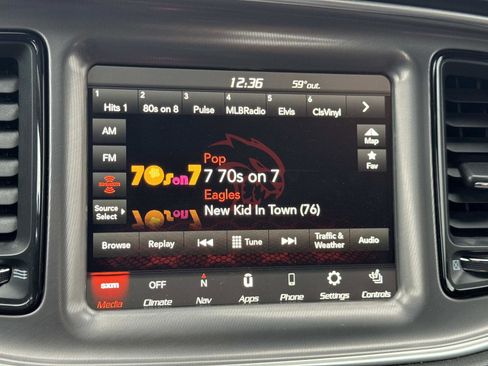 12:36 59°out.
1 2 3 4 5 6
Hits 1 80s on 8 Pulse MLBRadio Elvis ClsVinyl
AM
FM
Source Select
Map
Fav
70s on 7
Pop
7 70s on 7
Eagles
New Kid In Town (76)
Browse Replay Tune Traffic & Weather Audio
sxm OFF N
Media Climate Nav Apps Phone Settings Controls